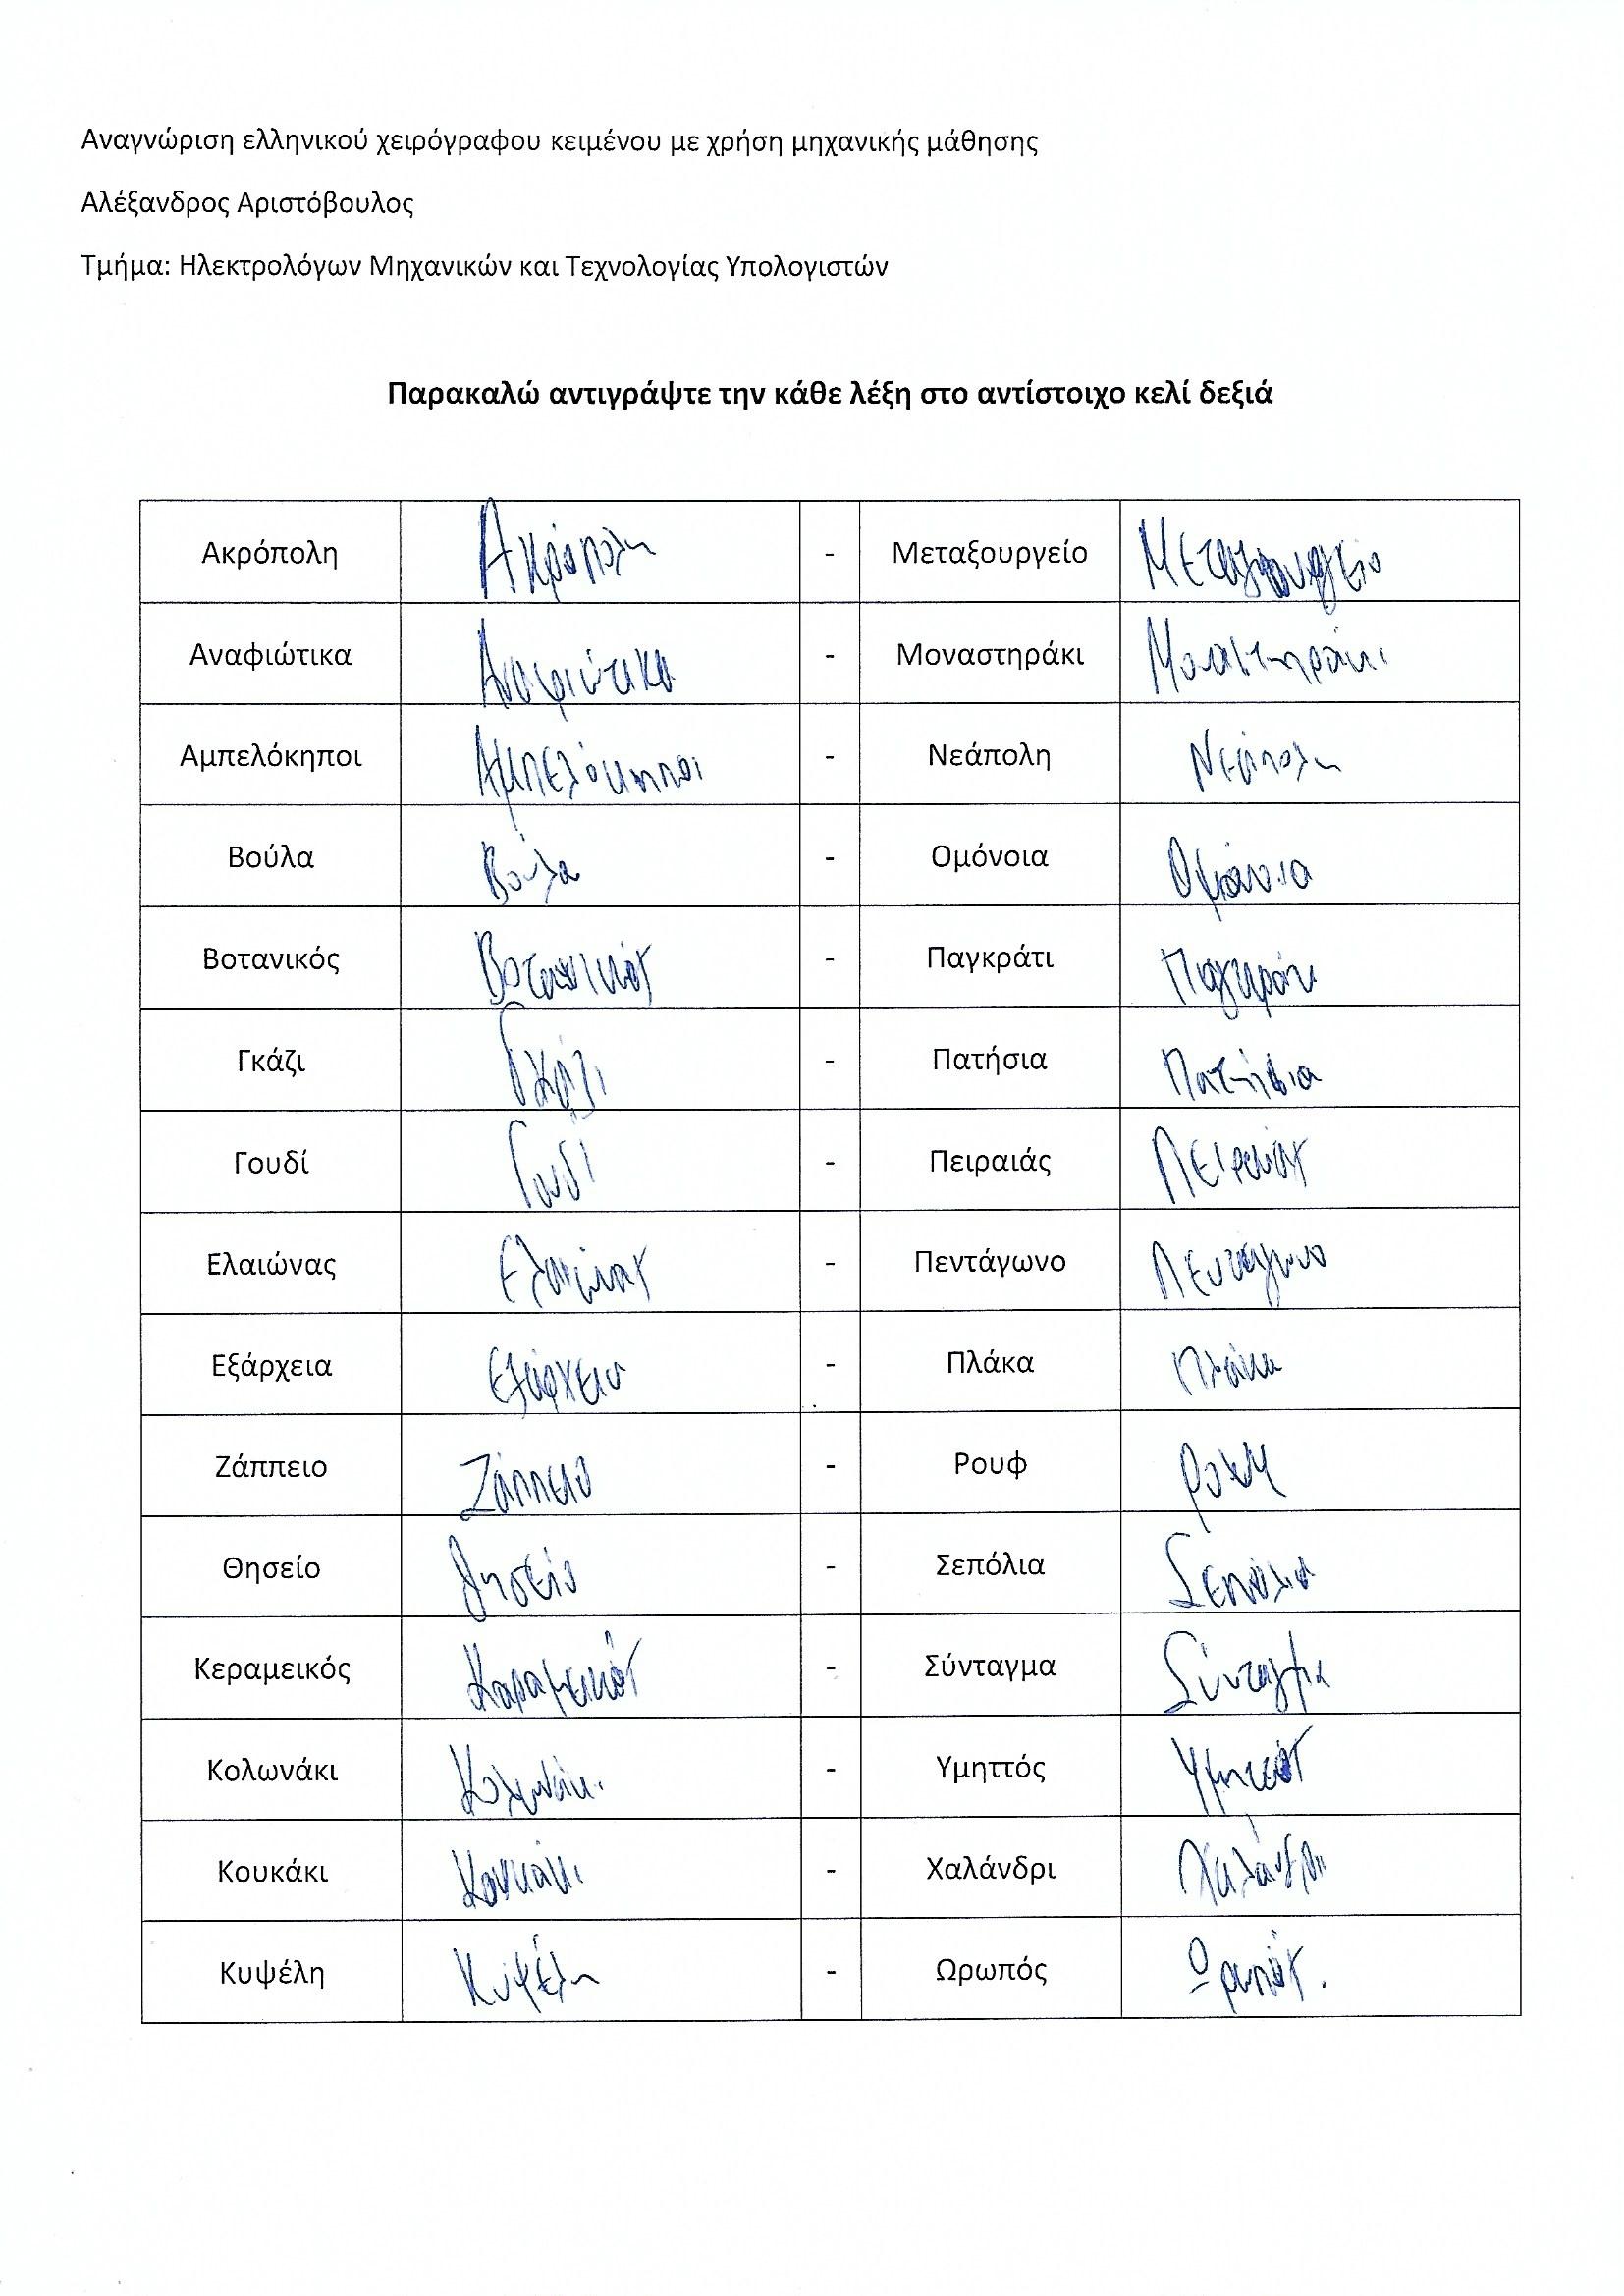 Αναγνώριση ελληνικού χειρόγραφου κειμένου με χρήση μηχανικής μάθησης
Αλέξανδρος Αριστόβουλος
Τμήμα: Ηλεκτρολόγων Μηχανικών και Τεχνολογίας Υπολογιστών
Παρακαλώ αντιγράψτε την κάθε λέξη στο αντίστοιχο κελί δεξιά
Ακρόπολη Ακρόπολη - Μεταξουργείο Μεταξουργείο
Αναφιώτικα Αναφιώτικα - Μοναστηράκι Μοναστηράκι
Αμπελόκηποι Αμπελόκηποι - Νεάπολη Νεάπολη
Βούλα Βούλα - Ομόνοια Ομόνοια
Βοτανικός Βοτανικός - Παγκράτι Παγκράτι
Γκάζι Γκάζι - Πατήσια Πατήσια
Γουδί Γουδί - Πειραιάς Πειραιάς
Ελαιώνας Ελαιώνας - Πεντάγωνο Πεντάγωνο
Εξάρχεια Εξάρχεια - Πλάκα Πλάκα
Ζάππειο Ζάππειο - Ρουφ Ρουφ
Θησείο Θησείο - Σεπόλια Σεπόλια
Κεραμεικός Καραμεικός - Σύνταγμα Σύνταγμα
Κολωνάκι Κολωνάκι - Υμηττός Υμηττός
Κουκάκι Κουκάκι - Χαλάνδρι Χαλάνδρι
Κυψέλη Κυψέλη - Ωρωπός Ωρωπός.